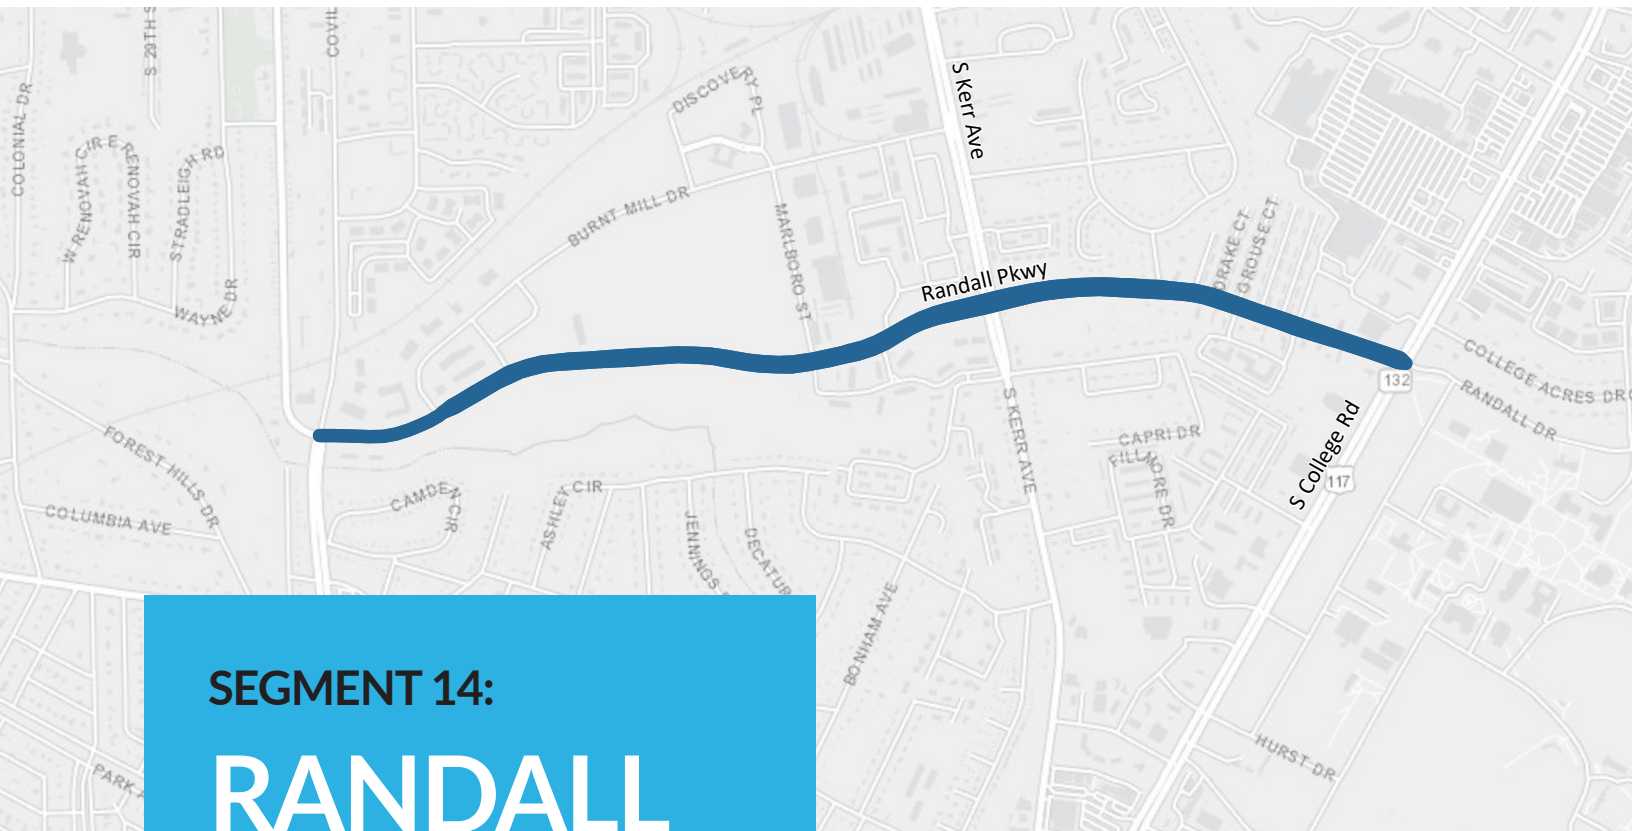 COLONIAL DR
S 29TH S
COVIL
W RENOVAH CIR
E RENOVAH CIR
STRADLEIGH RD
WAYNE DR
DISCOVERY PL
BURNT MILL DR
MARLBORO ST
S Kerr Ave
Randall Pkwy
DRAKE CT
GROUSE CT
COLLEGE ACRES DR
RANDALL DR
132
117
S College Rd
S KERR AVE
CAPRI DR
FILLMORE DR
FOREST HILLS DR
COLUMBIA AVE
CAMDEN CIR
ASHLEY CIR
JENNINGS
DECATUR
BONHAM AVE
HURST DR
PARK
SEGMENT 14:
RANDALL